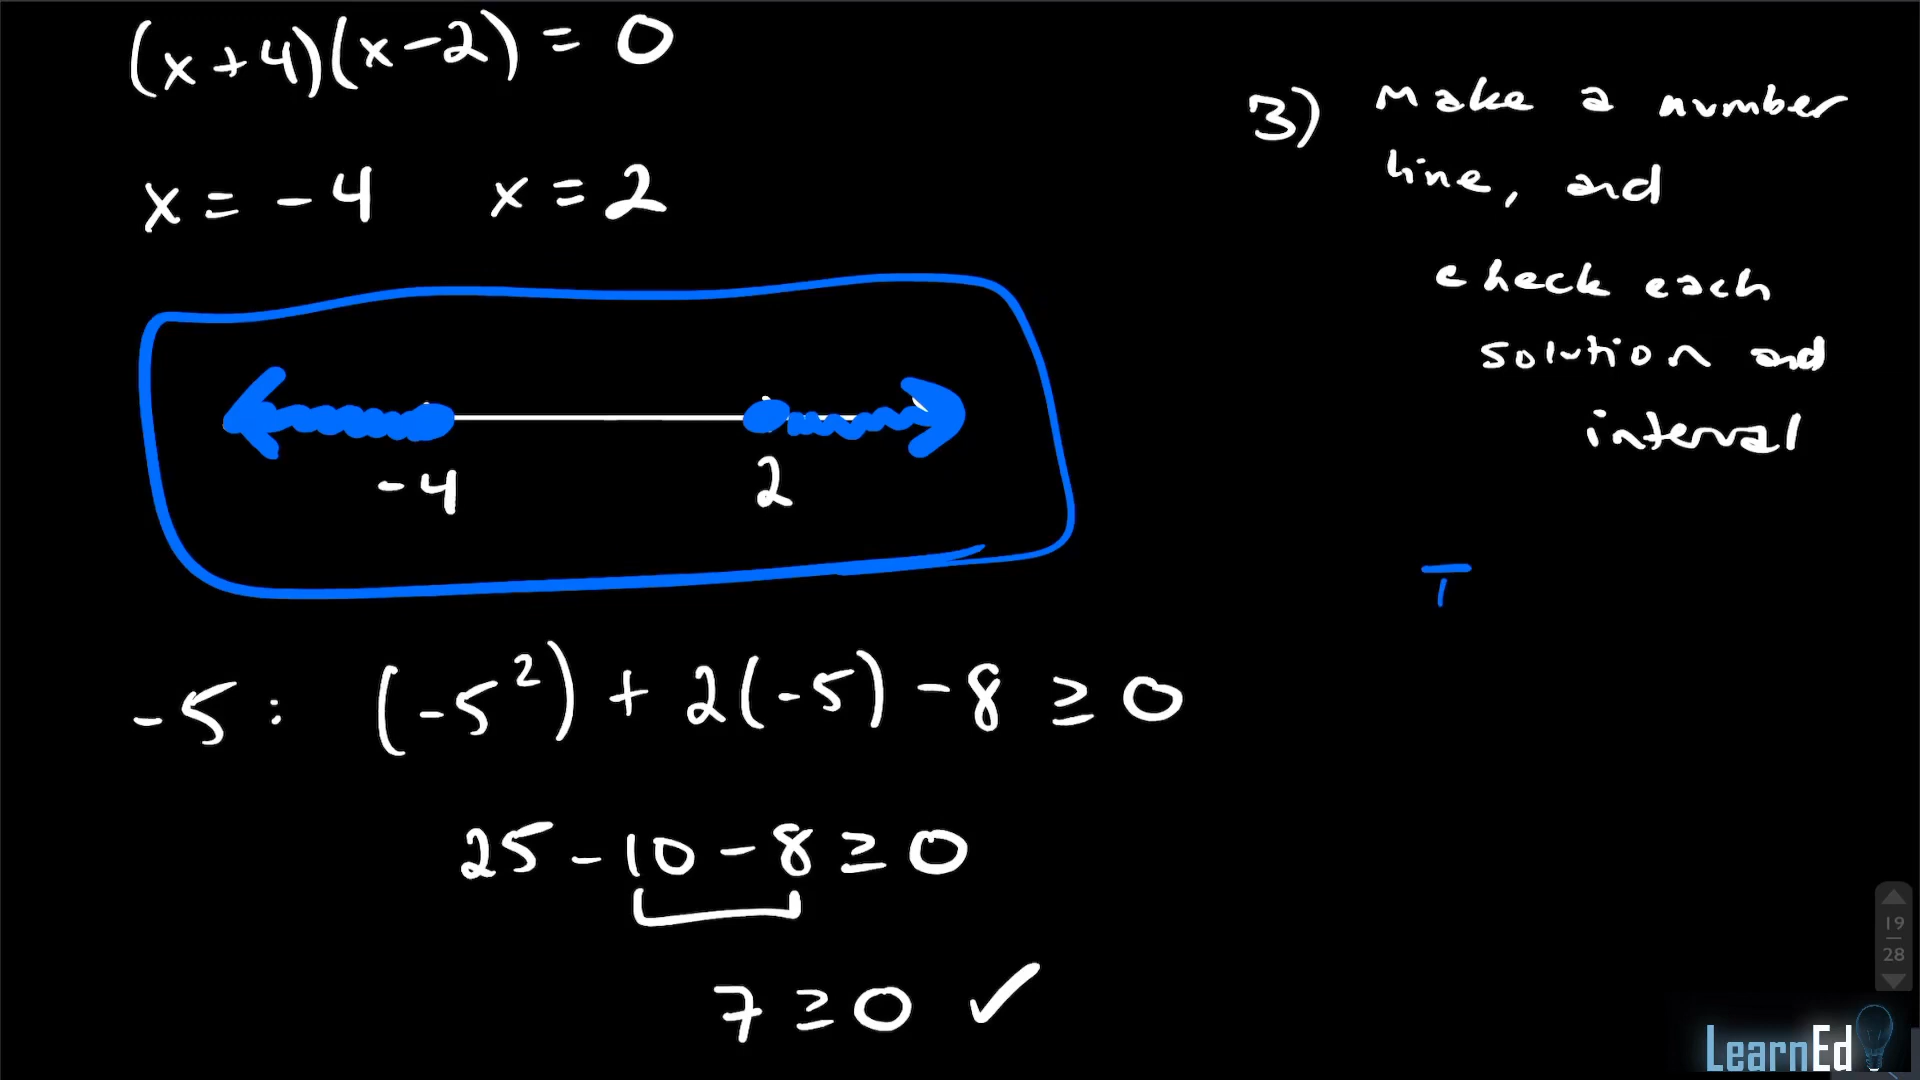 (x+4)(x-2) = 0
x = -4 x = 2
-4 2
-5: (-5²) + 2(-5) - 8 ≥ 0
25 - 10 - 8 ≥ 0
7 ≥ 0 ✓
3) Make a number
line, and
check each
solution and
interval
19
28
LearnEd